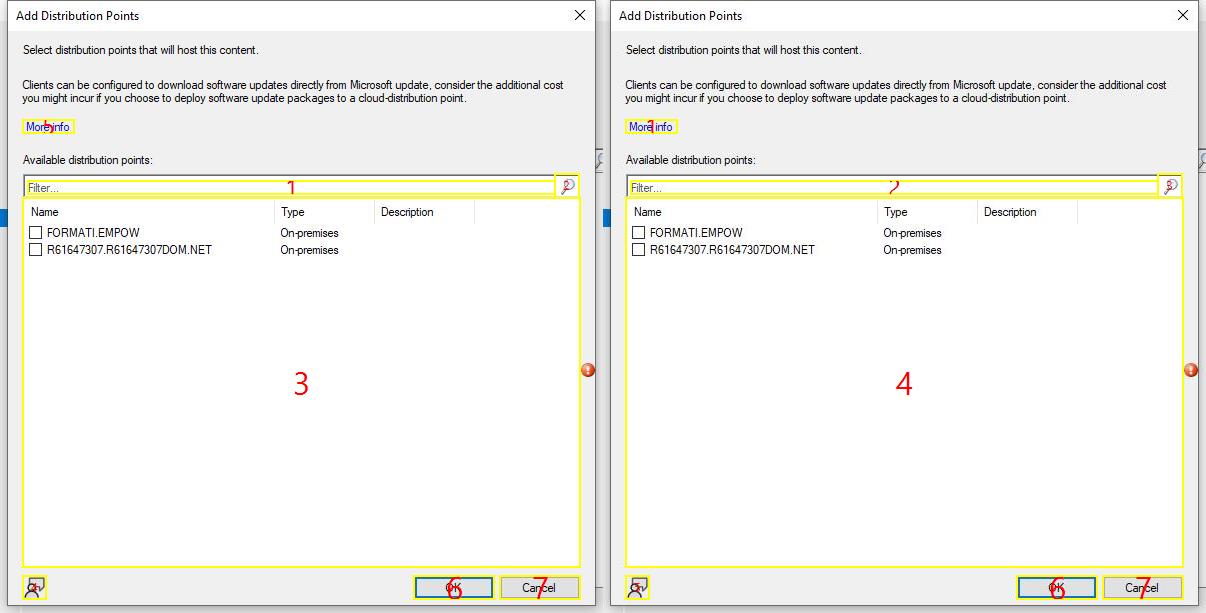 Add Distribution Points
Select distribution points that will host this content.
Clients can be configured to download software updates directly from Microsoft update, consider the additional cost
you might incur if you choose to deploy software update packages to a cloud-distribution point.
More info
5
Available distribution points:
Filter...
1
2
Name Type Description
FORMATI.EMPOW On-premises
R61647307.R61647307DOM.NET On-premises
3
4
OK
6
Cancel
7
Add Distribution Points
Select distribution points that will host this content.
Clients can be configured to download software updates directly from Microsoft update, consider the additional cost
you might incur if you choose to deploy software update packages to a cloud-distribution point.
More info
1
Available distribution points:
Filter...
2
3
Name Type Description
FORMATI.EMPOW On-premises
R61647307.R61647307DOM.NET On-premises
4
5
OK
6
Cancel
7